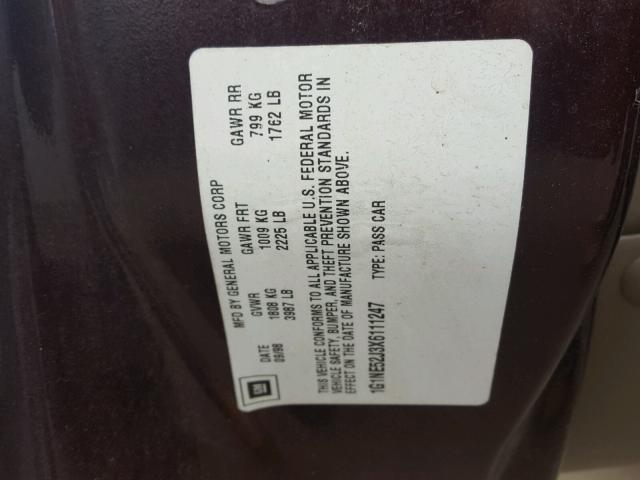 MFD BY GENERAL MOTORS CORP
DATE GVWR GAWR FRT GAWR RR
09/98 1808 KG 1009 KG 799 KG
3987 LB 2225 LB 1762 LB
THIS VEHICLE CONFORMS TO ALL APPLICABLE U.S. FEDERAL MOTOR
VEHICLE SAFETY, BUMPER, AND THEFT PREVENTION STANDARDS IN
EFFECT ON THE DATE OF MANUFACTURE SHOWN ABOVE.
1G1NE52J3X6111247 TYPE: PASS CAR
GM